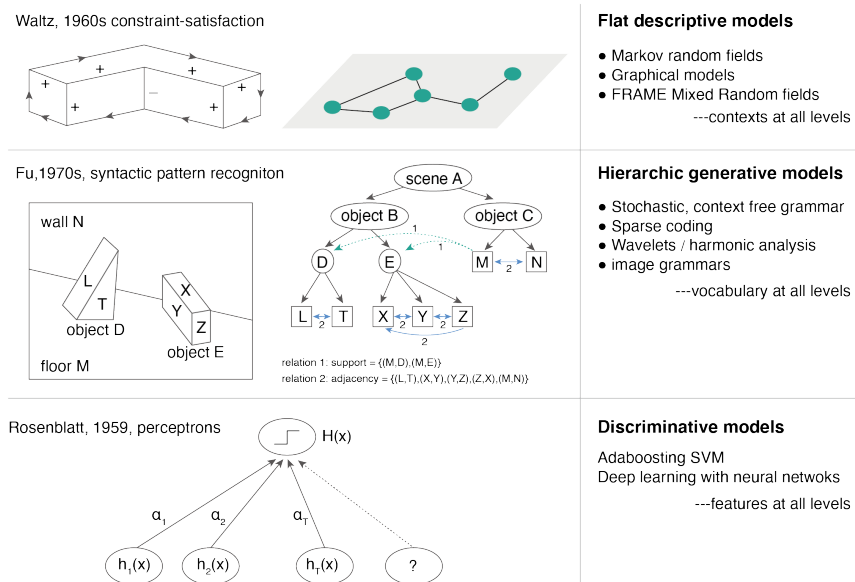 Waltz, 1960s constraint-satisfaction
+
+
+
+
+
+
–
+
Flat descriptive models
● Markov random fields
● Graphical models
● FRAME Mixed Random fields
---contexts at all levels
Fu,1970s, syntactic pattern recogniton
wall N
L
T
object D
X
Y
Z
object E
floor M
scene A
object B
object C
1
1
D
E
M
2
N
L
2
T
X
2
Y
2
Z
2
relation 1: support = {(M,D),(M,E)}
relation 2: adjacency = {(L,T),(X,Y),(Y,Z),(Z,X),(M,N)}
Hierarchic generative models
● Stochastic, context free grammar
● Sparse coding
● Wavelets / harmonic analysis
● image grammars
---vocabulary at all levels
Rosenblatt, 1959, perceptrons
H(x)
α1
α2
αT
h1(x)
h2(x)
hT(x)
?
Discriminative models
Adaboosting SVM
Deep learning with neural netwoks
---features at all levels